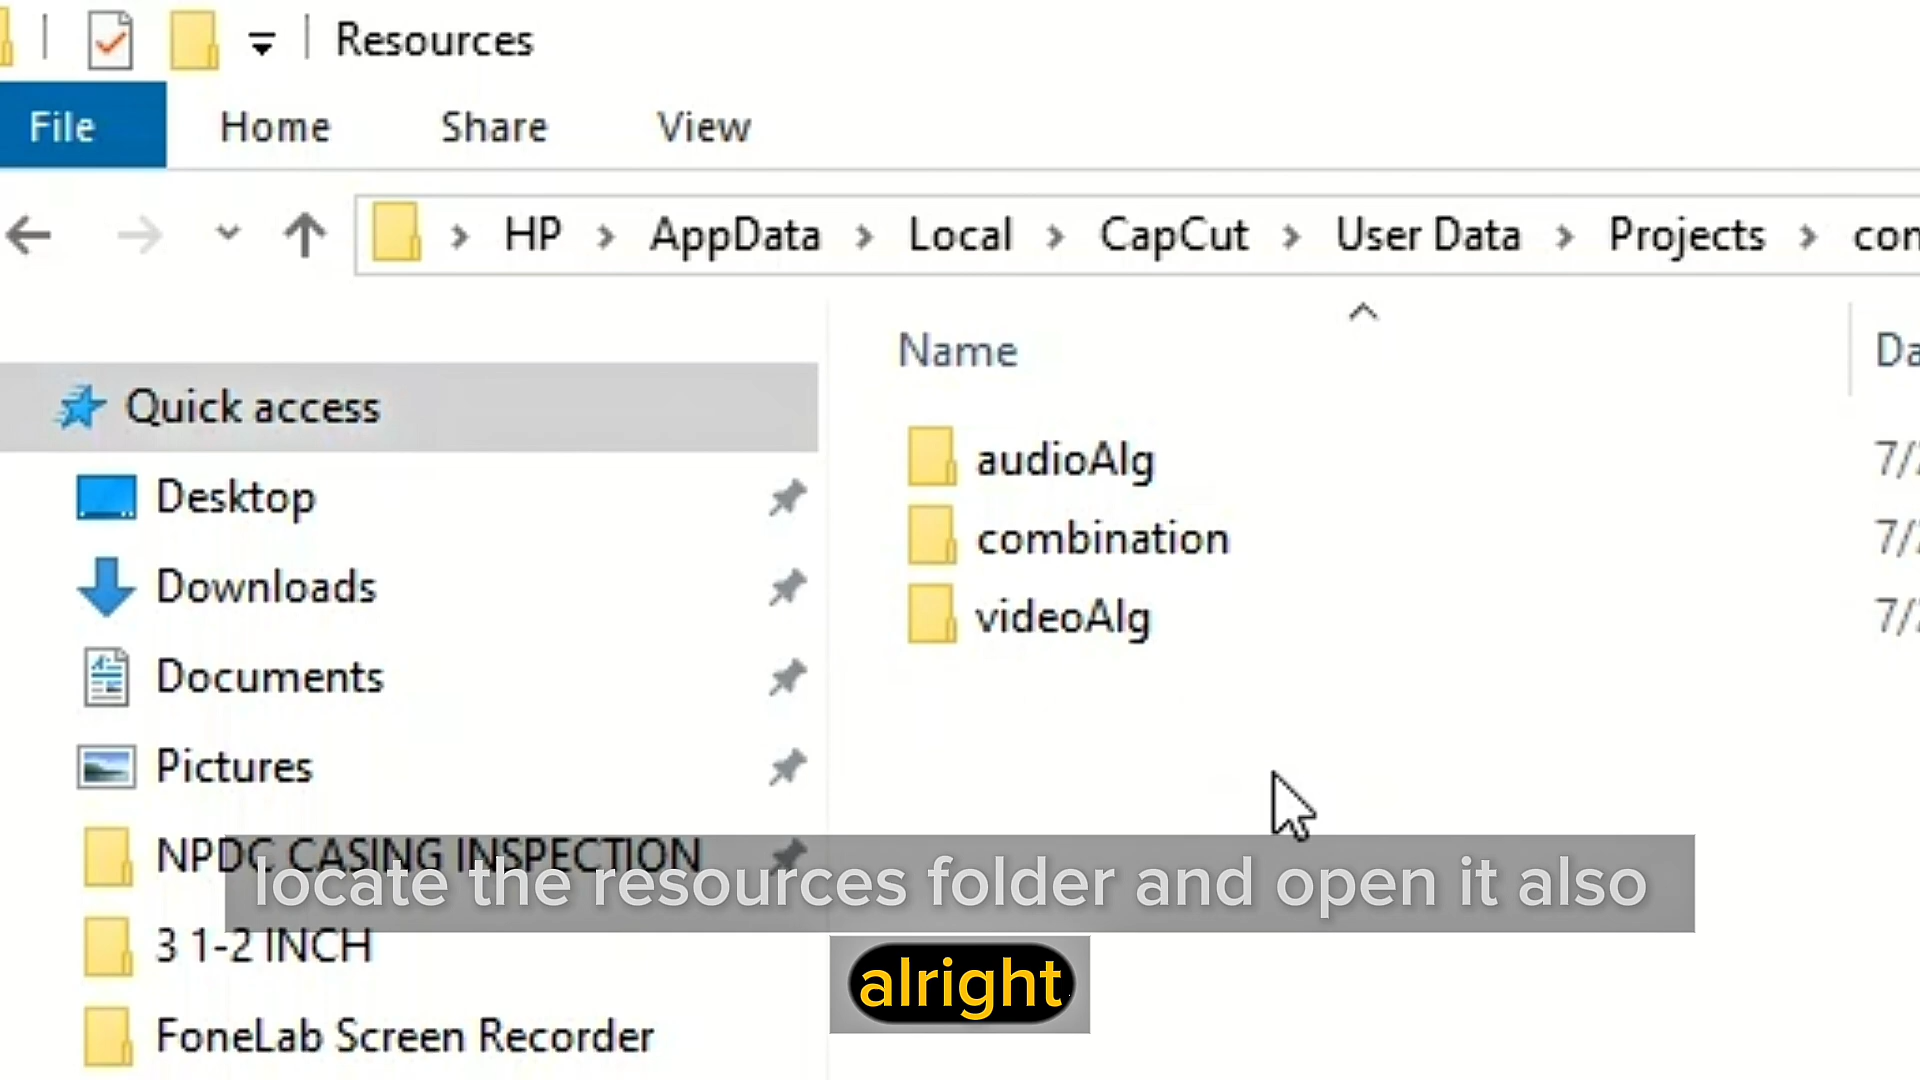 Resources
File Home Share View
HP AppData Local CapCut User Data Projects
Name
Quick access
Desktop
Downloads
Documents
Pictures
NPDC CASING INSPECTION
3 1-2 INCH
FoneLab Screen Recorder
audioAlg
combination
videoAlg
locate the resources folder and open it also
alright